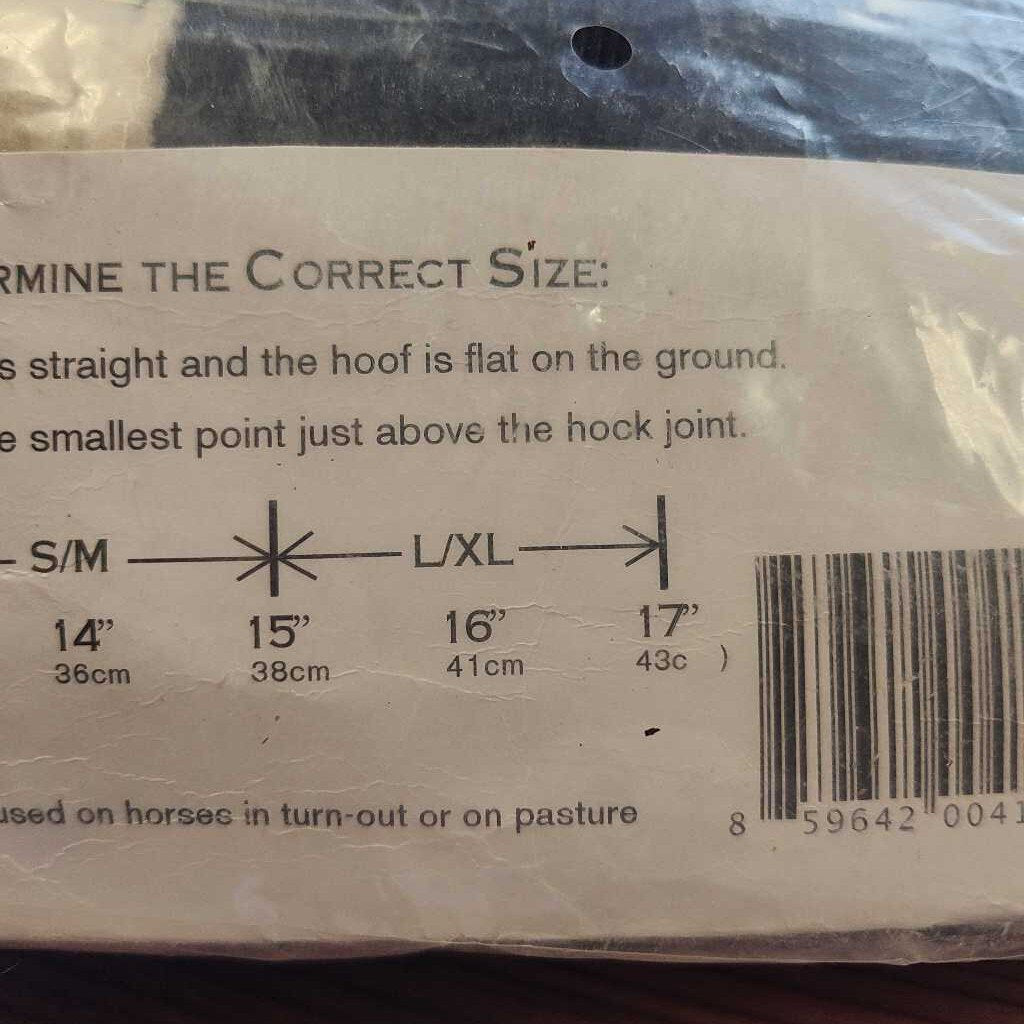 RMINE THE CORRECT SIZE:
s straight and the hoof is flat on the ground.
e smallest point just above the hock joint.
S/M L/XL
14” 15” 16” 17”
36cm 38cm 41cm 43c )
used on horses in turn-out or on pasture
8 59642 0041